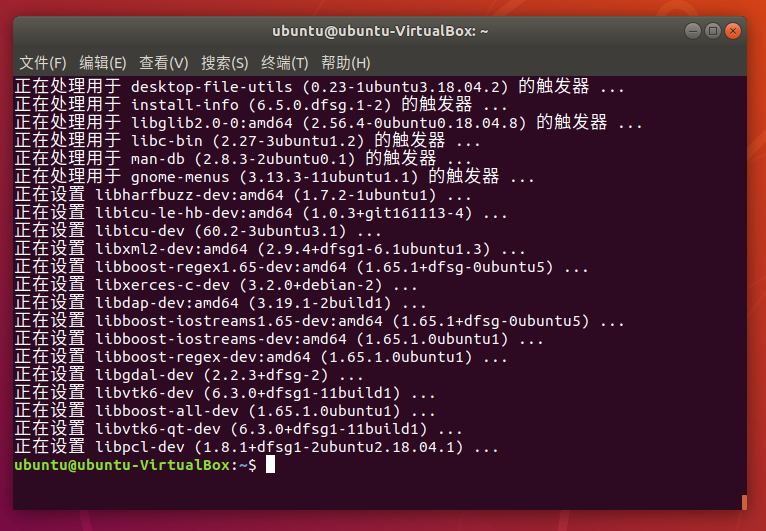 ubuntu@ubuntu-VirtualBox: ~
文件(F) 编辑(E) 查看(V) 搜索(S) 终端(T) 帮助(H)
正在处理用于 desktop-file-utils (0.23-1ubuntu3.18.04.2) 的触发器 ...
正在处理用于 install-info (6.5.0.dfsg.1-2) 的触发器 ...
正在处理用于 libglib2.0-0:amd64 (2.56.4-0ubuntu0.18.04.8) 的触发器 ...
正在处理用于 libc-bin (2.27-3ubuntu1.2) 的触发器 ...
正在处理用于 man-db (2.8.3-2ubuntu0.1) 的触发器 ...
正在处理用于 gnome-menus (3.13.3-11ubuntu1.1) 的触发器 ...
正在设置 libharfbuzz-dev:amd64 (1.7.2-1ubuntu1) ...
正在设置 libicu-le-hb-dev:amd64 (1.0.3+git161113-4) ...
正在设置 libicu-dev (60.2-3ubuntu3.1) ...
正在设置 libxml2-dev:amd64 (2.9.4+dfsg1-6.1ubuntu1.3) ...
正在设置 libboost-regex1.65-dev:amd64 (1.65.1+dfsg-0ubuntu5) ...
正在设置 libxerces-c-dev (3.2.0+debian-2) ...
正在设置 libdap-dev:amd64 (3.19.1-2build1) ...
正在设置 libboost-iostreams1.65-dev:amd64 (1.65.1+dfsg-0ubuntu5) ...
正在设置 libboost-iostreams-dev:amd64 (1.65.1.0ubuntu1) ...
正在设置 libboost-regex-dev:amd64 (1.65.1.0ubuntu1) ...
正在设置 libgdal-dev (2.2.3+dfsg-2) ...
正在设置 libvtk6-dev (6.3.0+dfsg1-11build1) ...
正在设置 libboost-all-dev (1.65.1.0ubuntu1) ...
正在设置 libvtk6-qt-dev (6.3.0+dfsg1-11build1) ...
正在设置 libpcl-dev (1.8.1+dfsg1-2ubuntu2.18.04.1) ...
ubuntu@ubuntu-VirtualBox:~$